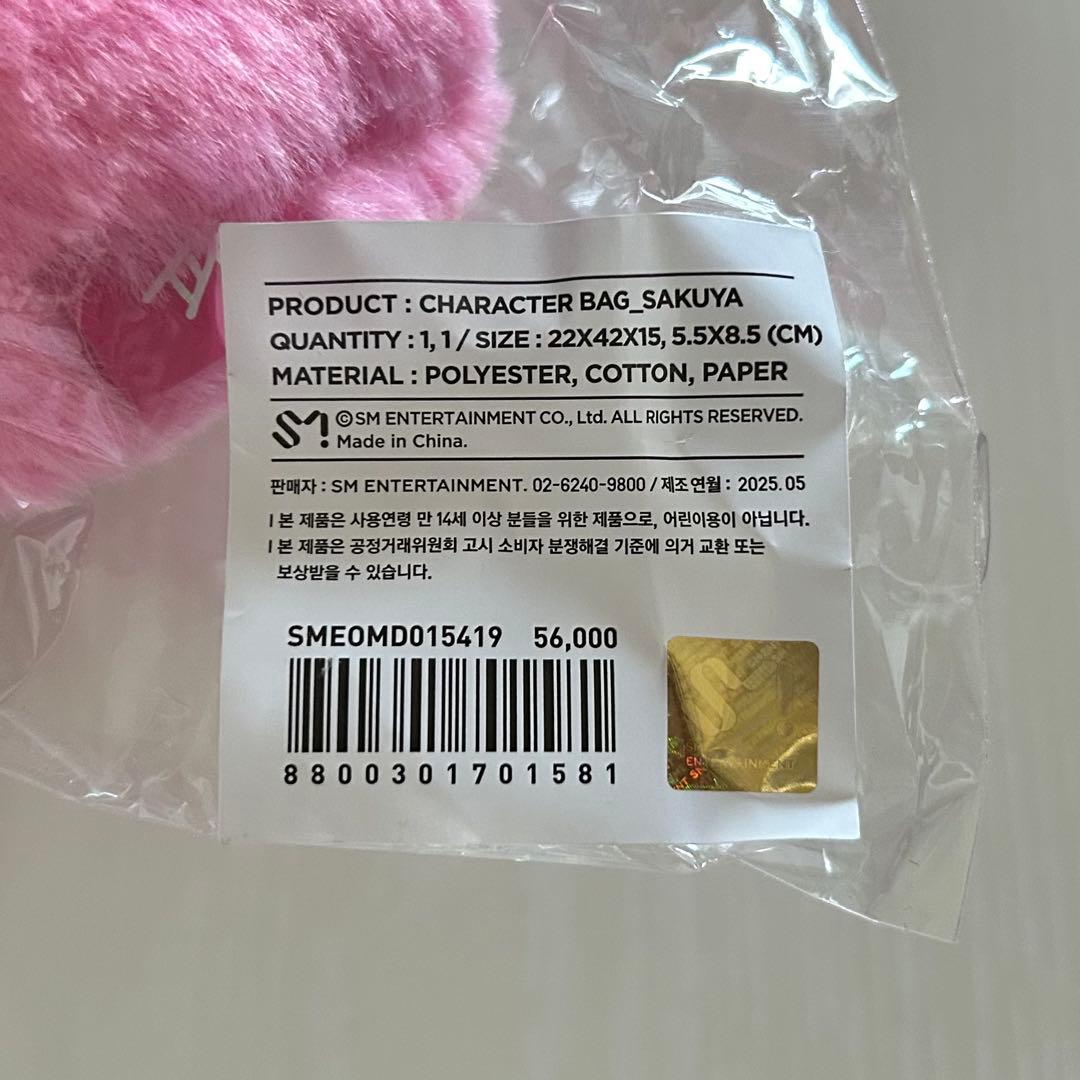 PRODUCT : CHARACTER BAG_SAKUYA
QUANTITY : 1, 1 / SIZE : 22X42X15, 5.5X8.5 (CM)
MATERIAL : POLYESTER, COTTON, PAPER
SM! ©SM ENTERTAINMENT CO., Ltd. ALL RIGHTS RESERVED.
Made in China.
판매자 : SM ENTERTAINMENT. 02-6240-9800 / 제조연월 : 2025.05
I 본 제품은 사용연령 만 14세 이상 분들을 위한 제품으로, 어린이용이 아닙니다.
I 본 제품은 공정거래위원회 고시 소비자 분쟁해결 기준에 의거 교환 또는
보상받을 수 있습니다.
SMEOMD015419 56,000
8800301701581